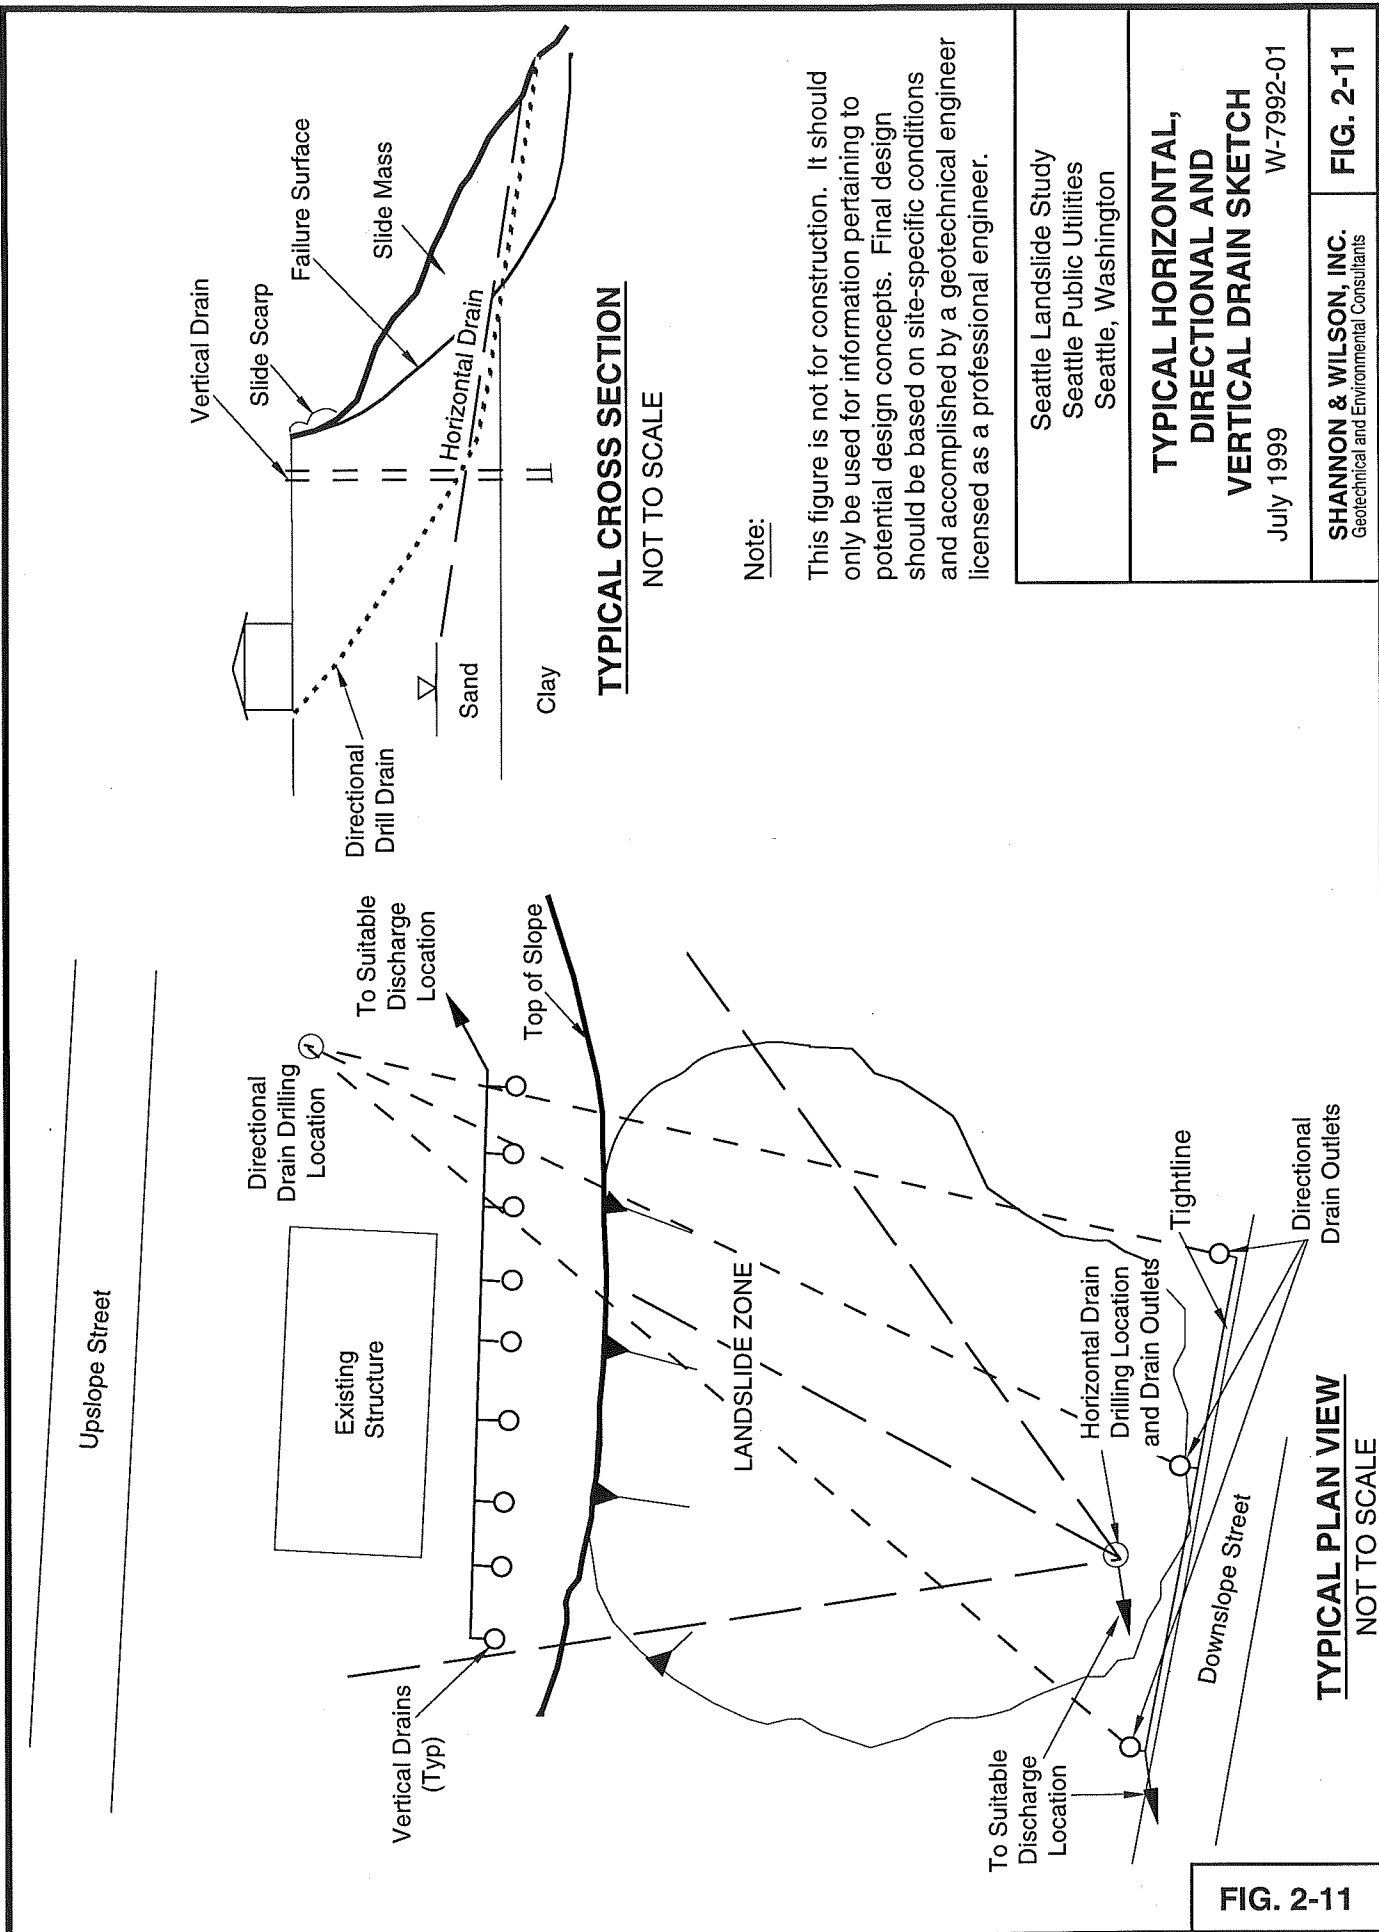 Upslope Street
Directional
Drain Drilling
Location
To Suitable
Discharge
Location
Existing
Structure
Top of Slope
Vertical Drains
(Typ)
LANDSLIDE ZONE
Horizontal Drain
Drilling Location
and Drain Outlets
Tightline
Directional
Drain Outlets
To Suitable
Discharge
Location
Downslope Street
TYPICAL PLAN VIEW
NOT TO SCALE
Vertical Drain
Slide Scarp
Failure Surface
Slide Mass
Horizontal Drain
Directional
Drill Drain
Sand
Clay
TYPICAL CROSS SECTION
NOT TO SCALE
Note:
This figure is not for construction. It should
only be used for information pertaining to
potential design concepts. Final design
should be based on site-specific conditions
and accomplished by a geotechnical engineer
licensed as a professional engineer.
Seattle Landslide Study
Seattle Public Utilities
Seattle, Washington
TYPICAL HORIZONTAL,
DIRECTIONAL AND
VERTICAL DRAIN SKETCH
July 1999 W-7992-01
SHANNON & WILSON, INC.
Geotechnical and Environmental Consultants
FIG. 2-11
FIG. 2-11